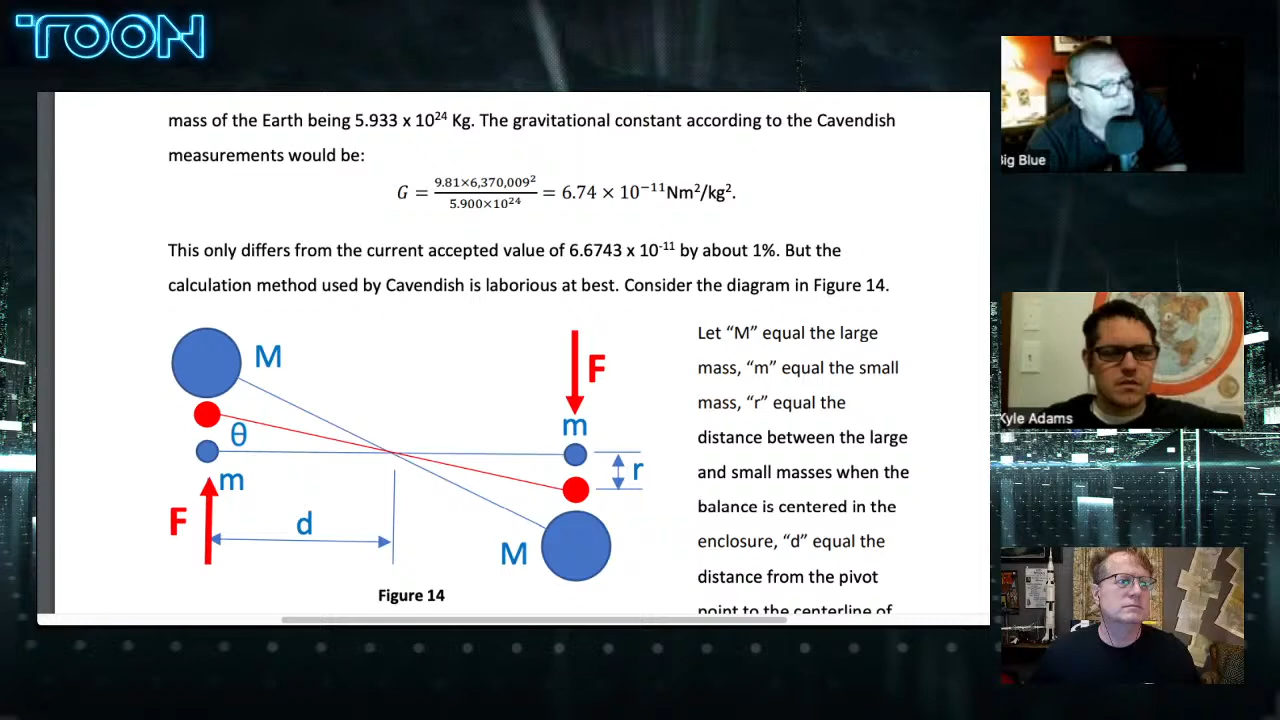 TOON
mass of the Earth being 5.933 x 10²⁴ Kg. The gravitational constant according to the Cavendish
measurements would be:
G = 9.81×6,370,009² / 5.900×10²⁴ = 6.74 × 10⁻¹¹Nm²/kg².
This only differs from the current accepted value of 6.6743 x 10⁻¹¹ by about 1%. But the
calculation method used by Cavendish is laborious at best. Consider the diagram in Figure 14.
M
F
θ
m
m
r
F
d
M
Figure 14
Let “M” equal the large
mass, “m” equal the small
mass, “r” equal the
distance between the large
and small masses when the
balance is centered in the
enclosure, “d” equal the
distance from the pivot
point to the centerline of
Big Blue
Kyle Adams